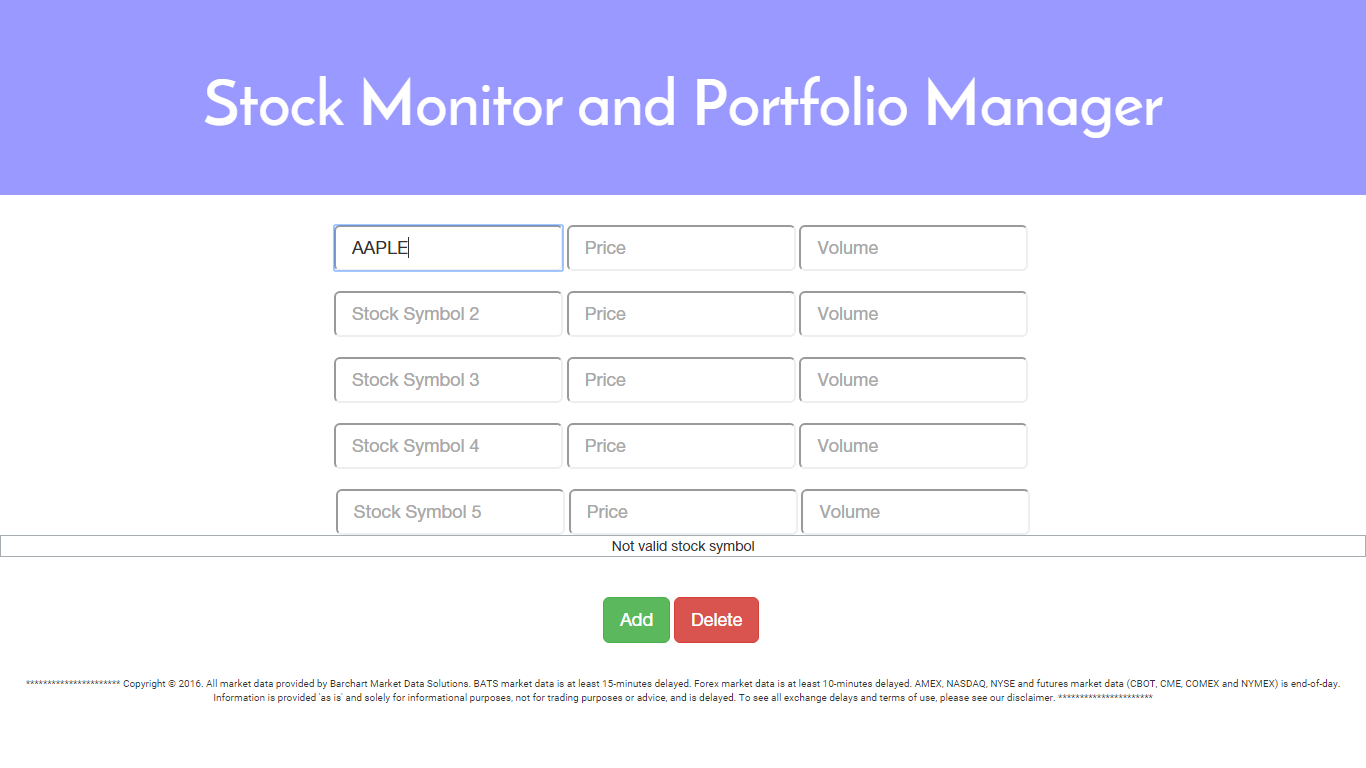 Stock Monitor and Portfolio Manager
AAPLE Price Volume
Stock Symbol 2 Price Volume
Stock Symbol 3 Price Volume
Stock Symbol 4 Price Volume
Stock Symbol 5 Price Volume
Not valid stock symbol
Add Delete
********************** Copyright © 2016. All market data provided by Barchart Market Data Solutions. BATS market data is at least 15-minutes delayed. Forex market data is at least 10-minutes delayed. AMEX, NASDAQ, NYSE and futures market data (CBOT, CME, COMEX and NYMEX) is end-of-day.
Information is provided 'as is' and solely for informational purposes, not for trading purposes or advice, and is delayed. To see all exchange delays and terms of use, please see our disclaimer. **********************